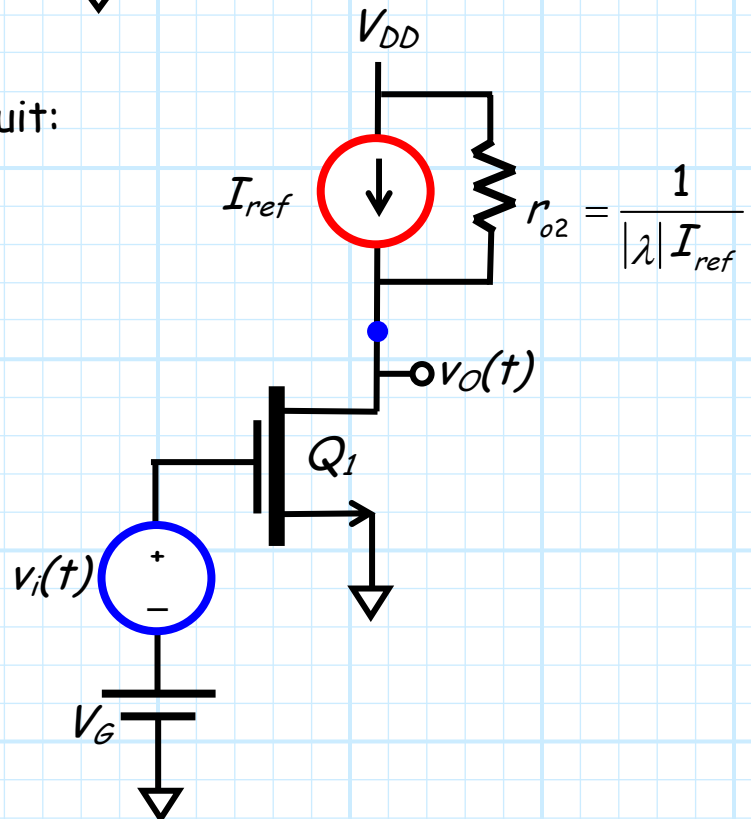 V_DD
uit:
I_ref
r_o2 = 1 / (|λ| I_ref)
v_O(t)
Q_1
v_i(t)
+
–
V_G